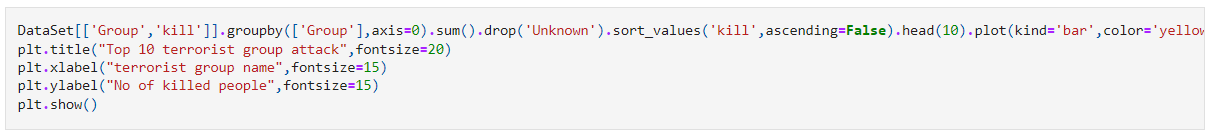 DataSet[['Group','kill']].groupby(['Group'],axis=0).sum().drop('Unknown').sort_values('kill',ascending=False).head(10).plot(kind='bar',color='yellow
plt.title("Top 10 terrorist group attack",fontsize=20)
plt.xlabel("terrorist group name",fontsize=15)
plt.ylabel("No of killed people",fontsize=15)
plt.show()